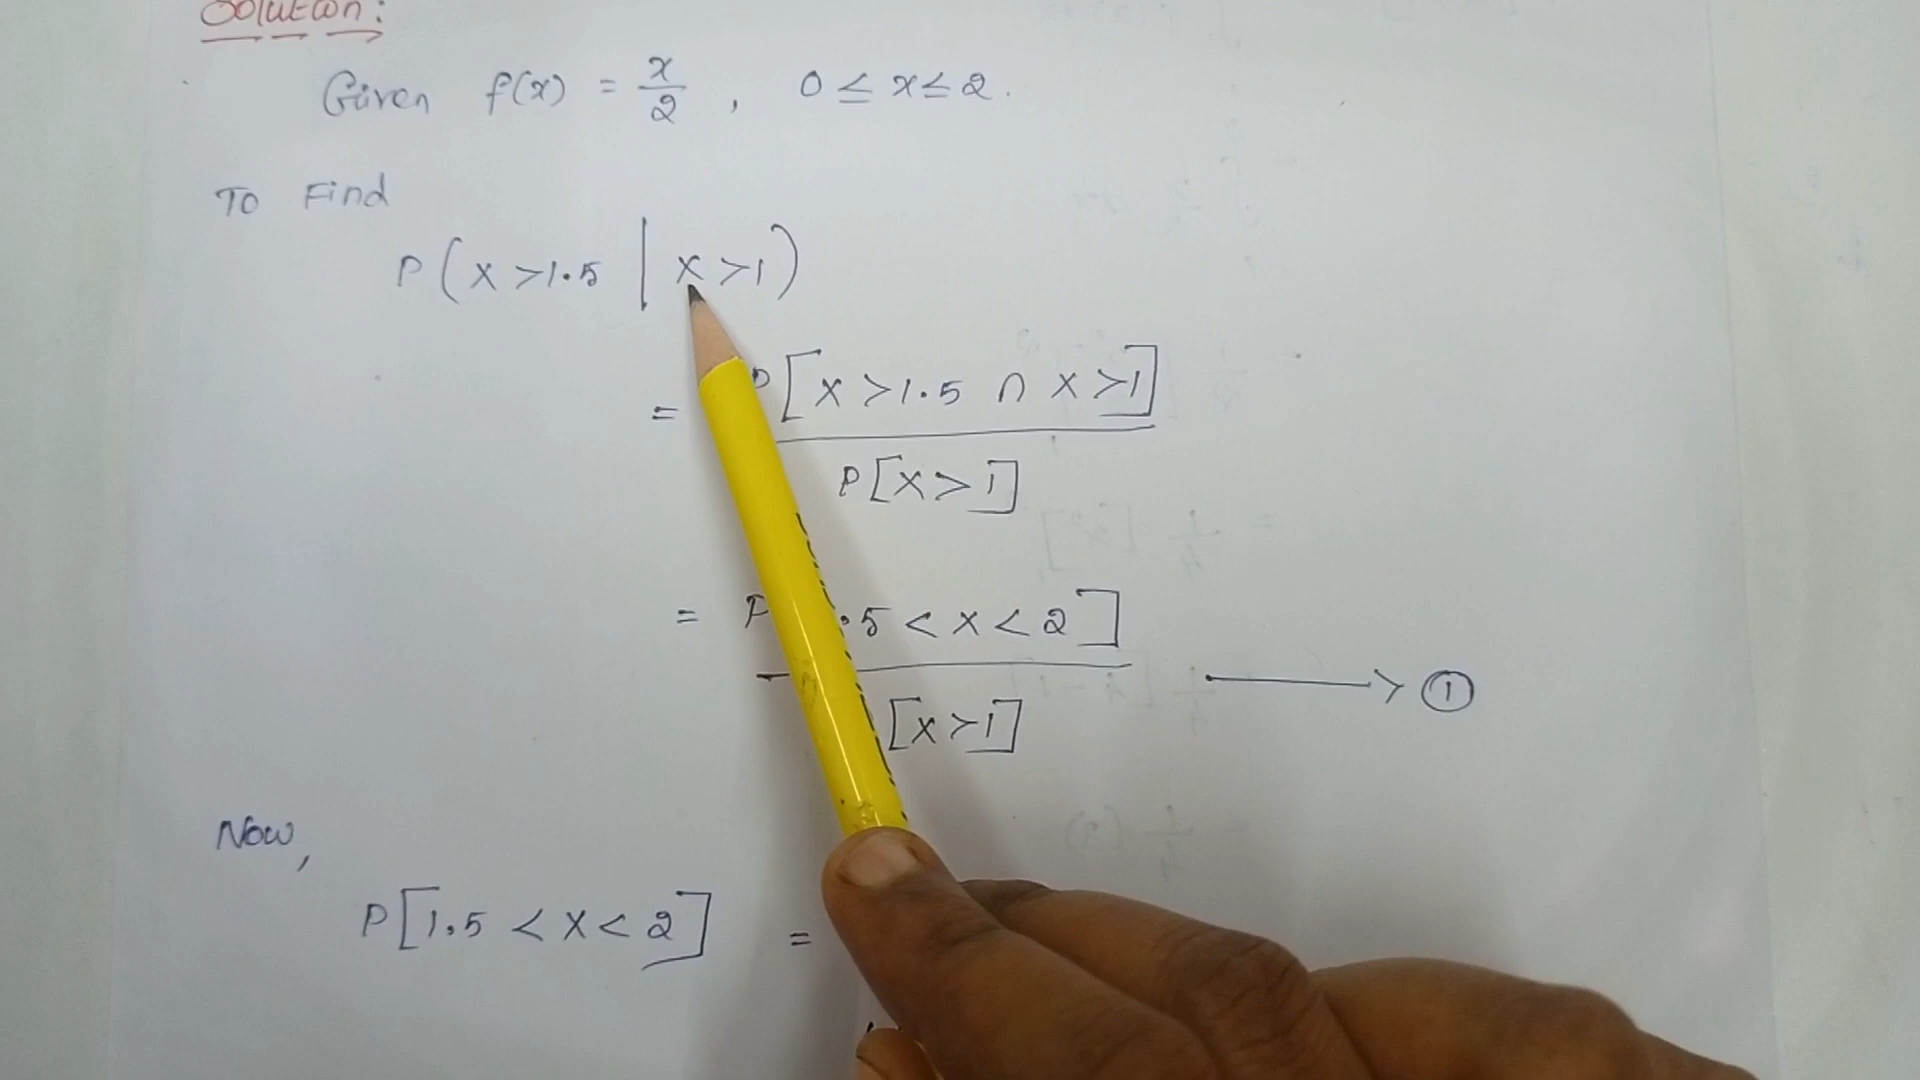 Solution:
Given f(x) = x/2 , 0 ≤ x ≤ 2.
To Find
P(X >1.5 | X >1)
= P[X >1.5 ∩ X >1] / P[X >1]
= P .5 < X < 2] / [X >1] ⟶ ①
Now,
P[1.5 < X < 2] =